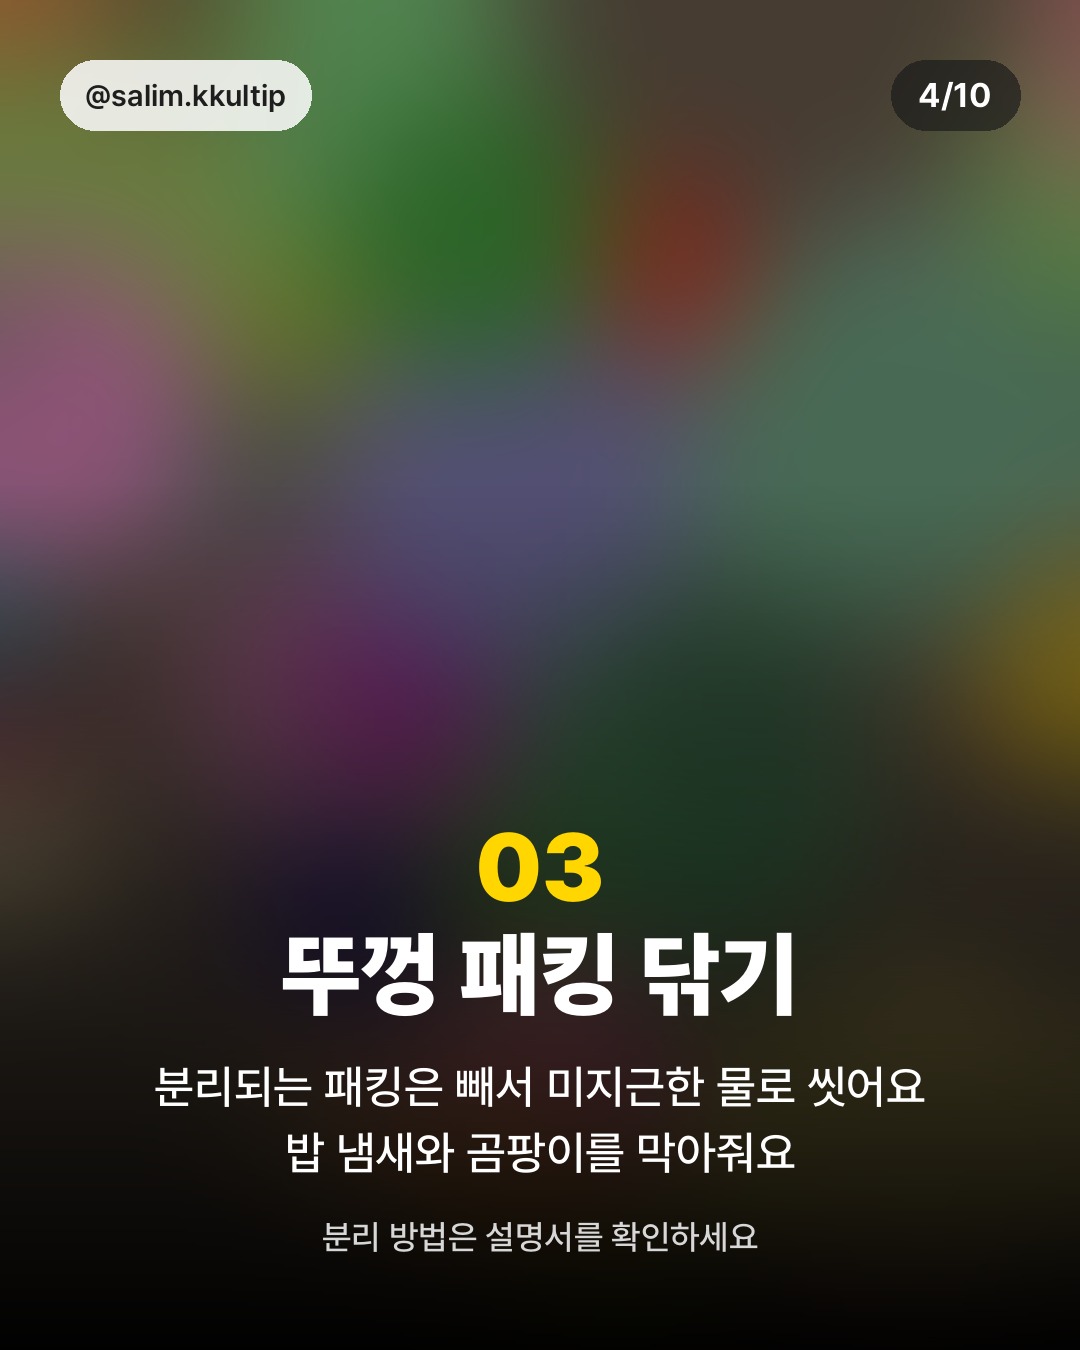 @salim.kkultip
4/10
03
뚜껑 패킹 닦기
분리되는 패킹은 빼서 미지근한 물로 씻어요
밥 냄새와 곰팡이를 막아줘요
분리 방법은 설명서를 확인하세요